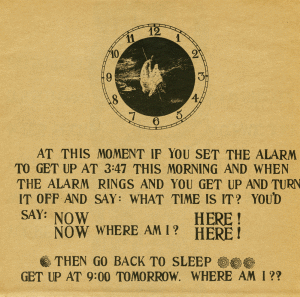 12
11 1
10 2
9 3
8 4
7 5
6
AT THIS MOMENT IF YOU SET THE ALARM
TO GET UP AT 3:47 THIS MORNING AND WHEN
THE ALARM RINGS AND YOU GET UP AND TURN
IT OFF AND SAY: WHAT TIME IS IT? YOU'D
SAY: NOW HERE!
NOW WHERE AM I? HERE!
THEN GO BACK TO SLEEP
GET UP AT 9:00 TOMORROW. WHERE AM I??